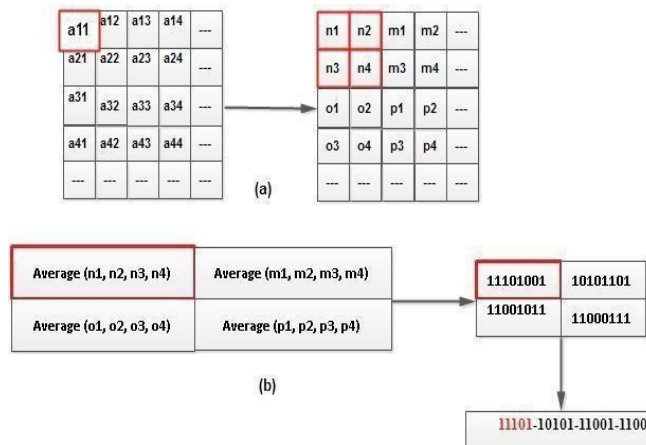 a11 a12 a13 a14 ---
a21 a22 a23 a24 ---
a31 a32 a33 a34 ---
a41 a42 a43 a44 ---
--- --- --- --- ---
n1 n2 m1 m2 ---
n3 n4 m3 m4 ---
o1 o2 p1 p2 ---
o3 o4 p3 p4 ---
--- --- --- --- ---
(a)
Average (n1, n2, n3, n4) Average (m1, m2, m3, m4)
Average (o1, o2, o3, o4) Average (p1, p2, p3, p4)
11101001 10101101
11001011 11000111
(b)
11101-10101-11001-1100